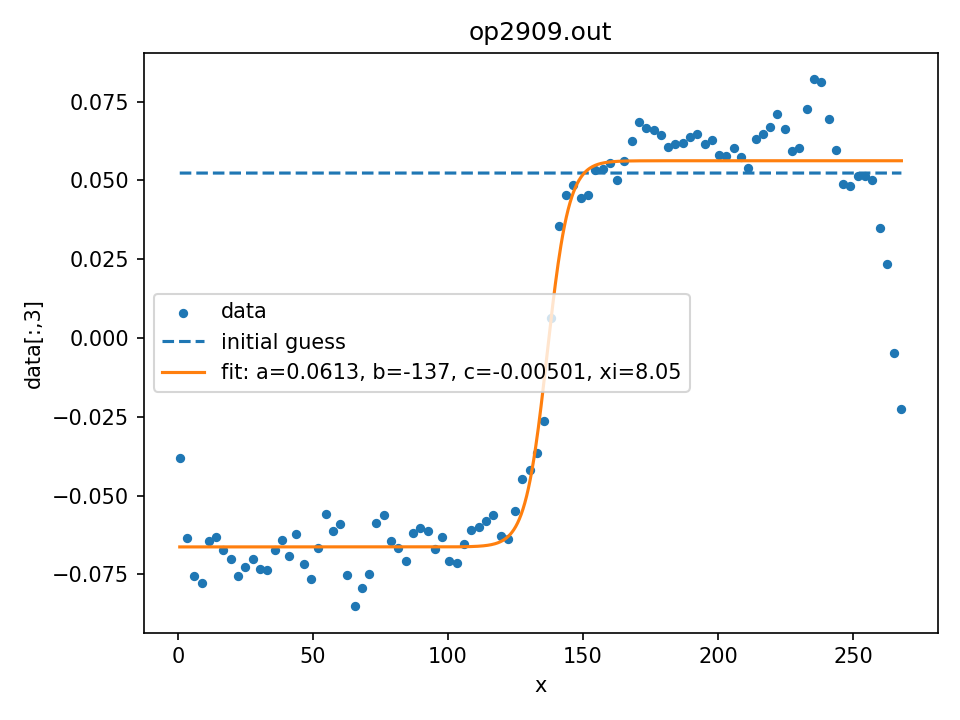 op2909.out
0.075
0.050
0.025
0.000
−0.025
−0.050
−0.075
data[:,3]
data
initial guess
fit: a=0.0613, b=-137, c=-0.00501, xi=8.05
0 50 100 150 200 250
x